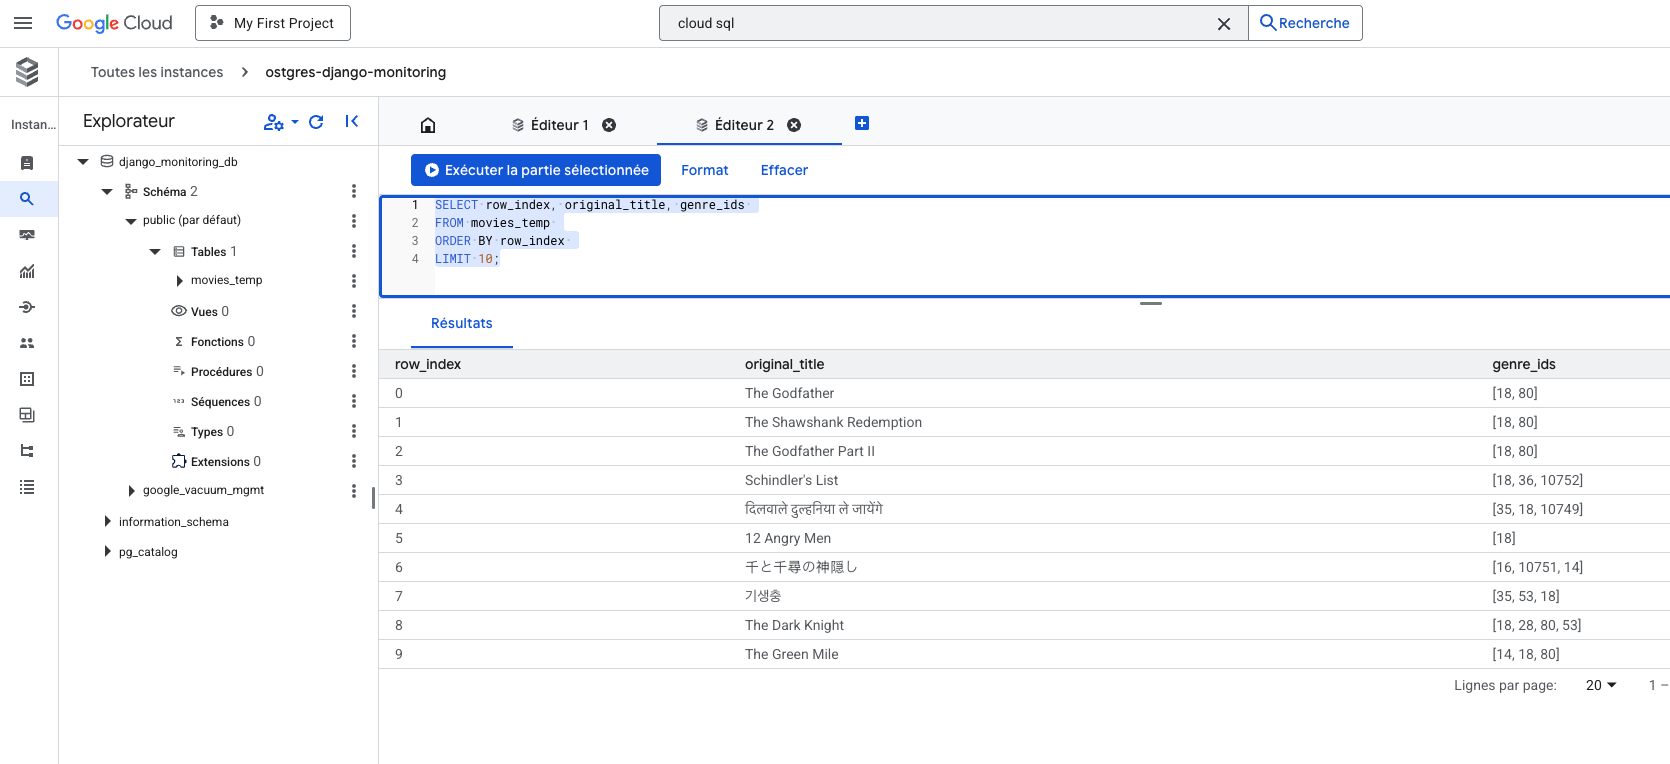 Google Cloud
My First Project
cloud sql
Recherche
Toutes les instances
ostgres-django-monitoring
Instan...
Explorateur
django_monitoring_db
Schéma 2
public (par défaut)
Tables 1
movies_temp
Vues 0
Fonctions 0
Procédures 0
Séquences 0
Types 0
Extensions 0
google_vacuum_mgmt
information_schema
pg_catalog
Éditeur 1
Éditeur 2
Exécuter la partie sélectionnée
Format
Effacer
1 SELECT row_index, original_title, genre_ids
2 FROM movies_temp
3 ORDER BY row_index
4 LIMIT 10;
Résultats
row_index original_title genre_ids
0 The Godfather [18, 80]
1 The Shawshank Redemption [18, 80]
2 The Godfather Part II [18, 80]
3 Schindler's List [18, 36, 10752]
4 दिलवाले दुल्हनिया ले जायेंगे [35, 18, 10749]
5 12 Angry Men [18]
6 千と千尋の神隠し [16, 10751, 14]
7 기생충 [35, 53, 18]
8 The Dark Knight [18, 28, 80, 53]
9 The Green Mile [14, 18, 80]
Lignes par page: 20 1 –